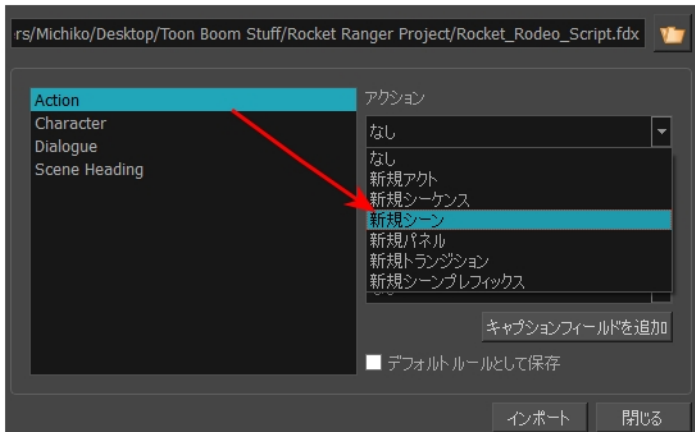 rs/Michiko/Desktop/Toon Boom Stuff/Rocket Ranger Project/Rocket_Rodeo_Script.fdx
Action
Character
Dialogue
Scene Heading
アクション
なし
なし
新規アクト
新規シーケンス
新規シーン
新規パネル
新規トランジション
新規シーンプレフィックス
キャプションフィールドを追加
デフォルトルールとして保存
インポート
閉じる